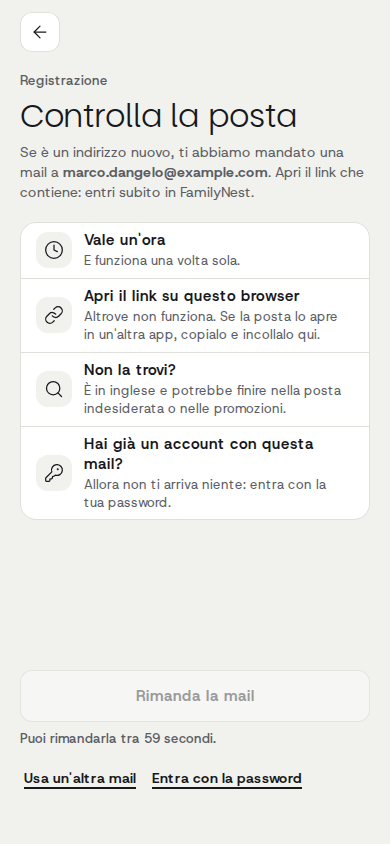 Registrazione
Controlla la posta
Se è un indirizzo nuovo, ti abbiamo mandato una
mail a marco.dangelo@example.com. Apri il link che
contiene: entri subito in FamilyNest.
Vale un'ora
E funziona una volta sola.
Apri il link su questo browser
Altrove non funziona. Se la posta lo apre
in un'altra app, copialo e incollalo qui.
Non la trovi?
È in inglese e potrebbe finire nella posta
indesiderata o nelle promozioni.
Hai già un account con questa
mail?
Allora non ti arriva niente: entra con la
tua password.
Rimanda la mail
Puoi rimandarla tra 59 secondi.
Usa un'altra mail Entra con la password